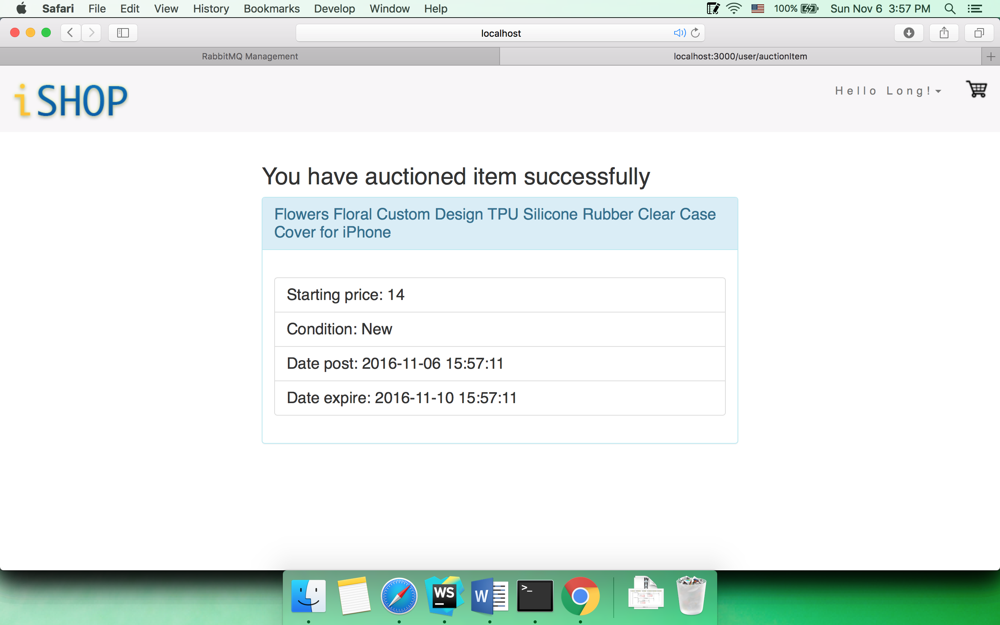 Safari File Edit View History Bookmarks Develop Window Help 100% Sun Nov 6 3:57 PM
localhost
RabbitMQ Management localhost:3000/user/auctionItem
iSHOP Hello Long!
You have auctioned item successfully
Flowers Floral Custom Design TPU Silicone Rubber Clear Case
Cover for iPhone
Starting price: 14
Condition: New
Date post: 2016-11-06 15:57:11
Date expire: 2016-11-10 15:57:11
WS W >_